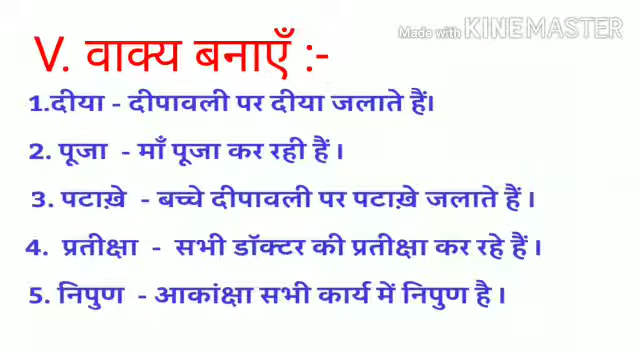 Made with KINEMASTER
V. वाक्य बनाएँ :-
1.दीया - दीपावली पर दीया जलाते हैं।
2. पूजा - माँ पूजा कर रही हैं ।
3. पटाख़े - बच्चे दीपावली पर पटाख़े जलाते हैं ।
4. प्रतीक्षा - सभी डॉक्टर की प्रतीक्षा कर रहे हैं ।
5. निपुण - आकांक्षा सभी कार्य में निपुण है ।